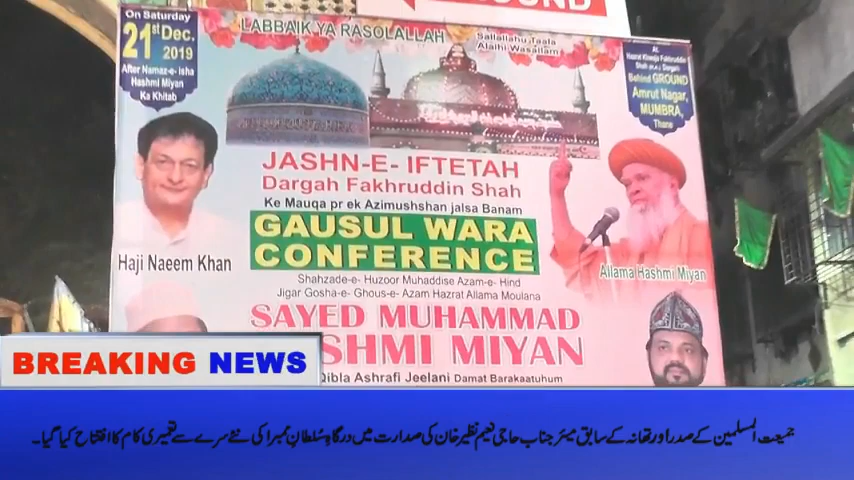 ROUND
On Saturday
21st Dec.
2019
After Namaz-e-Isha
Hashmi Miyan
Ka Khitab
LABBAIK YA RASOLALLAH
Sallallahu Taala
Alaihi Wasallam
At.
Behind GROUND
Amrut Nagar,
MUMBRA,
Thane
JASHN-E- IFTETAH
Dargah Fakhruddin Shah
Ke Mauqa pr ek Azimushshan jalsa Banam
GAUSUL WARA
CONFERENCE
Haji Naeem Khan
Allama Hashmi Miyan
Shahzade-e- Huzoor Muhaddise Azam-e- Hind
Jigar Gosha-e- Ghous-e- Azam Hazrat Allama Moulana
SAYED MUHAMMAD
SHMI MIYAN
Qibla Ashrafi Jeelani Damat Barakaatuhum
BREAKING NEWS
جمیعت المسلمین کے صدر اور تھانہ کے سابق میئر جناب حاجی نعیم نظیر خان کی صدارت میں درگاہِ سُلطانِ ممبرا کی نئے سرے سے تعمیری کام کا افتتاح کیا گیا۔